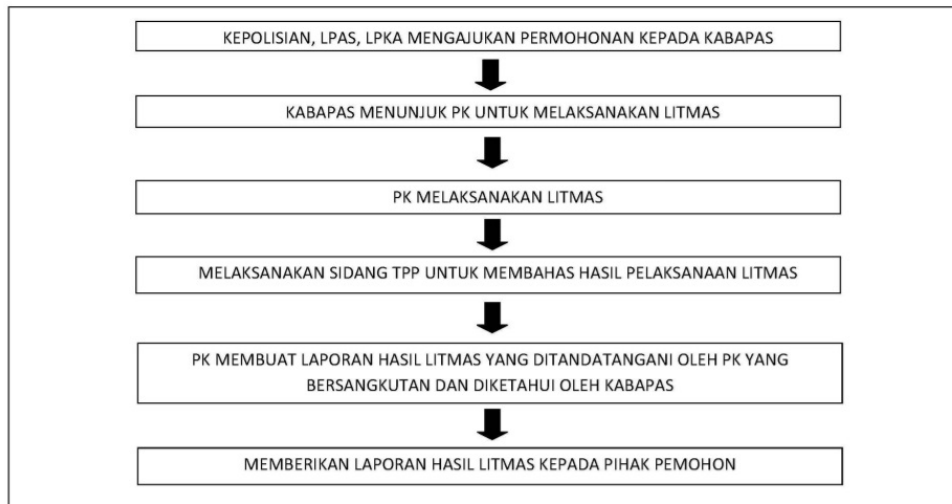 KEPOLISIAN, LPAS, LPKA MENGAJUKAN PERMOHONAN KEPADA KABAPAS
KABAPAS MENUNJUK PK UNTUK MELAKSANAKAN LITMAS
PK MELAKSANAKAN LITMAS
MELAKSANAKAN SIDANG TPP UNTUK MEMBAHAS HASIL PELAKSANAAN LITMAS
PK MEMBUAT LAPORAN HASIL LITMAS YANG DITANDATANGANI OLEH PK YANG
BERSANGKUTAN DAN DIKETAHUI OLEH KABAPAS
MEMBERIKAN LAPORAN HASIL LITMAS KEPADA PIHAK PEMOHON